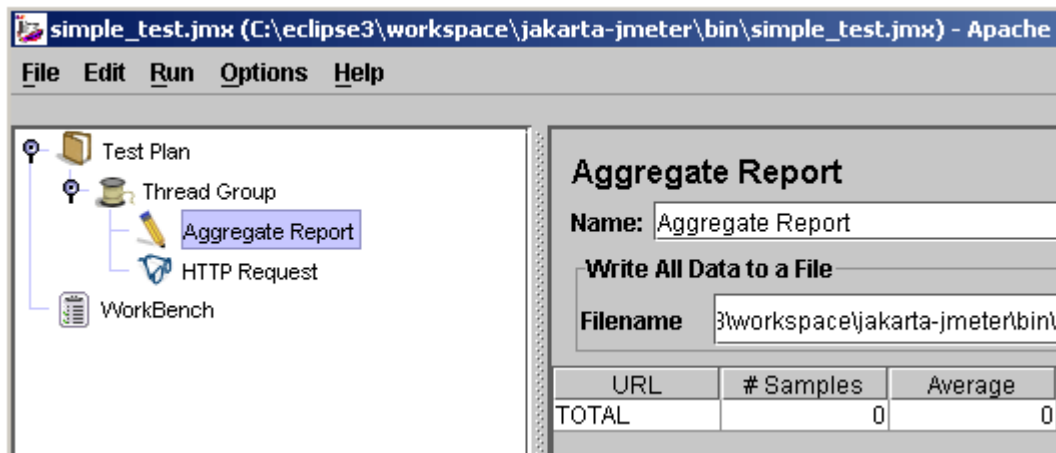 simple_test.jmx (C:\eclipse3\workspace\jakarta-jmeter\bin\simple_test.jmx) - Apache
File Edit Run Options Help
Test Plan
Thread Group
Aggregate Report
HTTP Request
WorkBench
Aggregate Report
Name: Aggregate Report
Write All Data to a File
Filename 3\workspace\jakarta-jmeter\bin\
URL # Samples Average
TOTAL 0 0